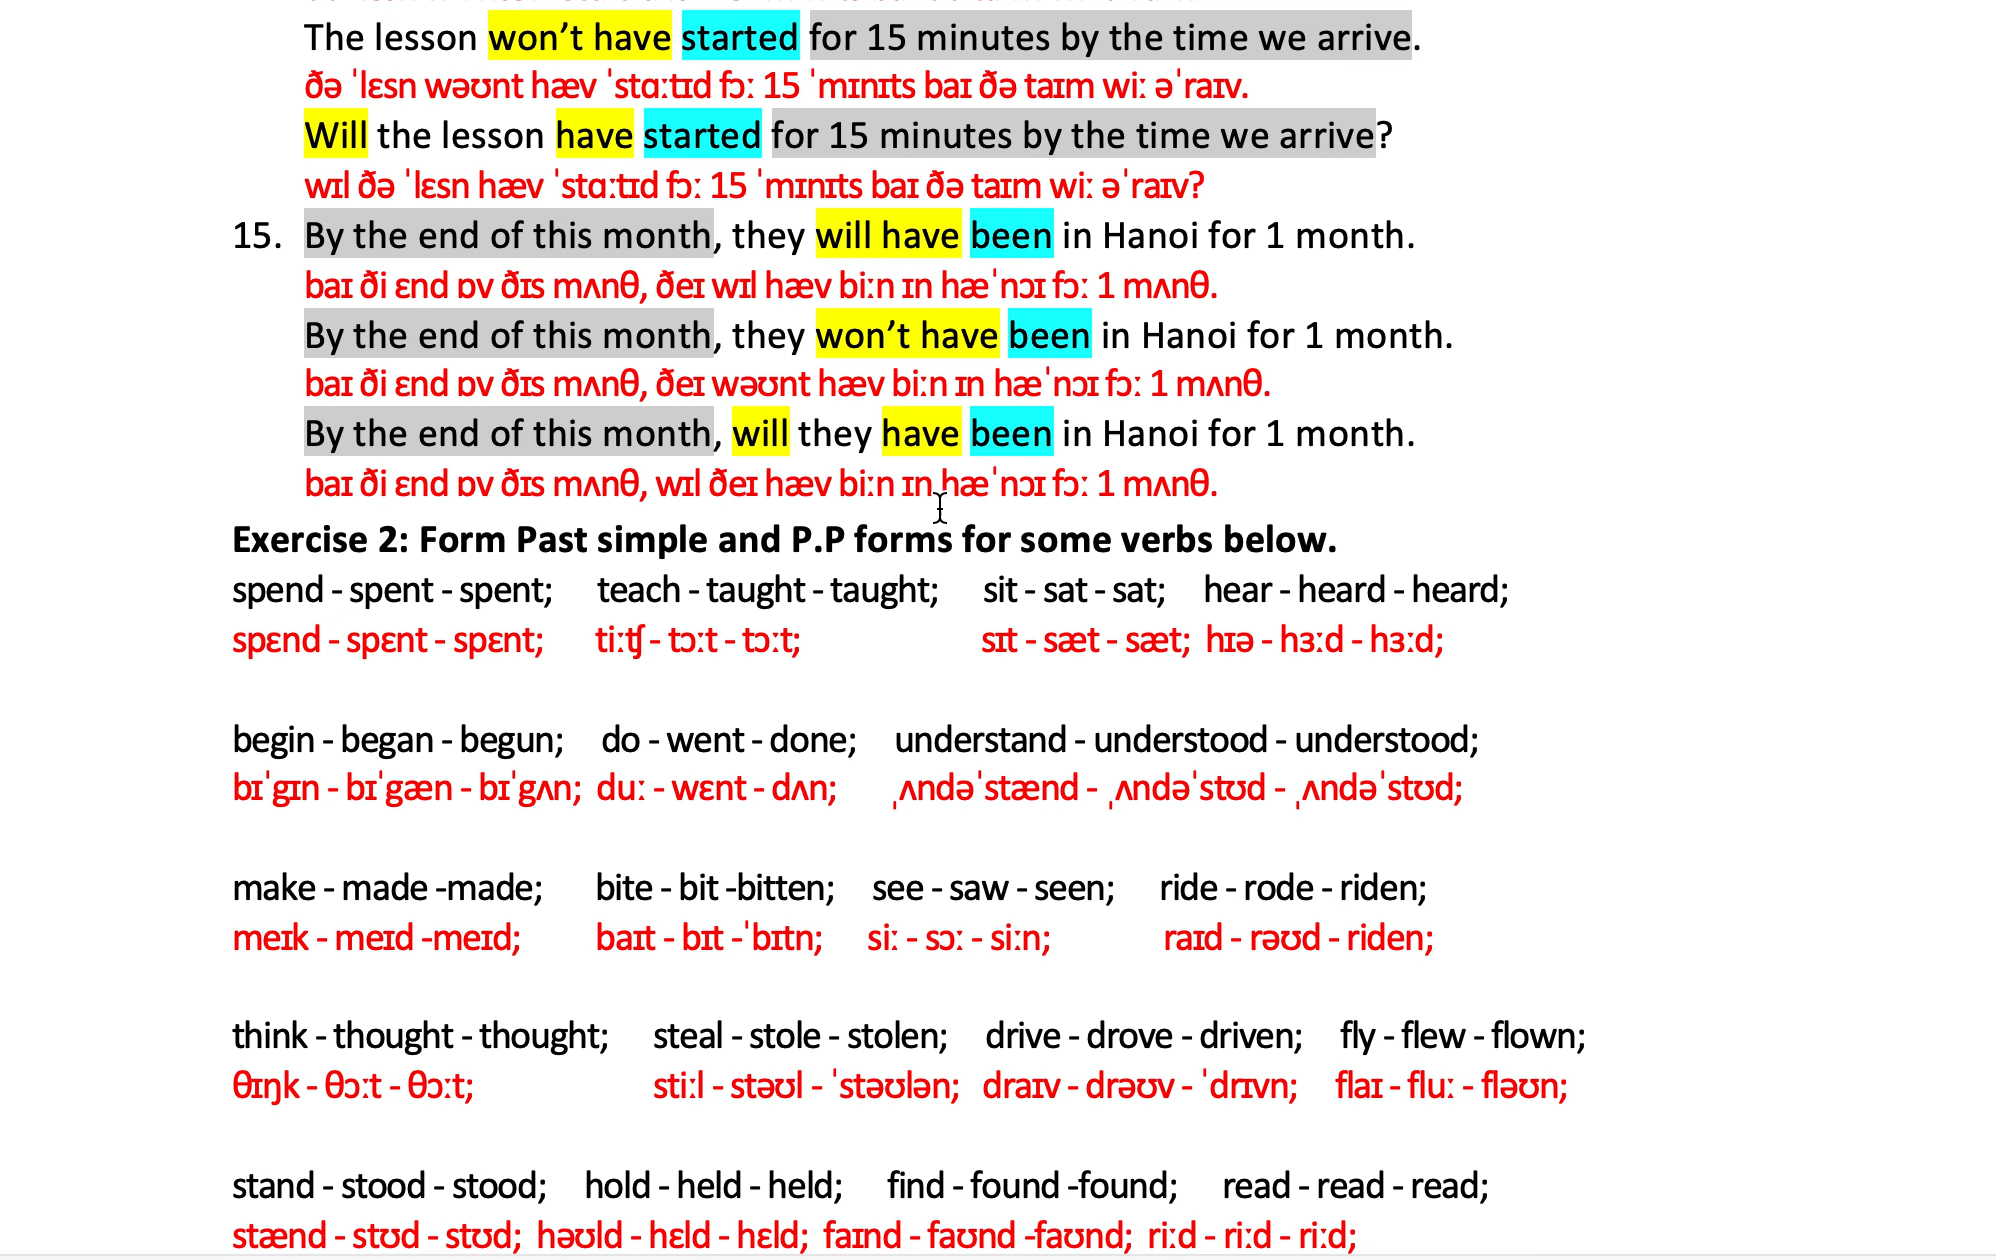 The lesson won’t have started for 15 minutes by the time we arrive.
ðə ˈlɛsn wəʊnt hæv ˈstɑːtɪd fɔː 15 ˈmɪnɪts baɪ ðə taɪm wiː əˈraɪv.
Will the lesson have started for 15 minutes by the time we arrive?
wɪl ðə ˈlɛsn hæv ˈstɑːtɪd fɔː 15 ˈmɪnɪts baɪ ðə taɪm wiː əˈraɪv?
15. By the end of this month, they will have been in Hanoi for 1 month.
baɪ ði ɛnd ɒv ðɪs mʌnθ, ðeɪ wɪl hæv biːn ɪn hæˈnɔɪ fɔː 1 mʌnθ.
By the end of this month, they won’t have been in Hanoi for 1 month.
baɪ ði ɛnd ɒv ðɪs mʌnθ, ðeɪ wəʊnt hæv biːn ɪn hæˈnɔɪ fɔː 1 mʌnθ.
By the end of this month, will they have been in Hanoi for 1 month.
baɪ ði ɛnd ɒv ðɪs mʌnθ, wɪl ðeɪ hæv biːn ɪn hæˈnɔɪ fɔː 1 mʌnθ.
Exercise 2: Form Past simple and P.P forms for some verbs below.
spend - spent - spent; teach - taught - taught; sit - sat - sat; hear - heard - heard;
spɛnd - spɛnt - spɛnt; tiːʧ - tɔːt - tɔːt; sɪt - sæt - sæt; hɪə - hɜːd - hɜːd;
begin - began - begun; do - went - done; understand - understood - understood;
bɪˈgɪn - bɪˈgæn - bɪˈgʌn; duː - wɛnt - dʌn; ˌʌndəˈstænd - ˌʌndəˈstʊd - ˌʌndəˈstʊd;
make - made -made; bite - bit -bitten; see - saw - seen; ride - rode - riden;
meɪk - meɪd -meɪd; baɪt - bɪt -ˈbɪtn; siː - sɔː - siːn; raɪd - rəʊd - riden;
think - thought - thought; steal - stole - stolen; drive - drove - driven; fly - flew - flown;
θɪŋk - θɔːt - θɔːt; stiːl - stəʊl - ˈstəʊlən; draɪv - drəʊv - ˈdrɪvn; flaɪ - fluː - fləʊn;
stand - stood - stood; hold - held - held; find - found -found; read - read - read;
stænd - stʊd - stʊd; həʊld - hɛld - hɛld; faɪnd - faʊnd -faʊnd; riːd - riːd - riːd;